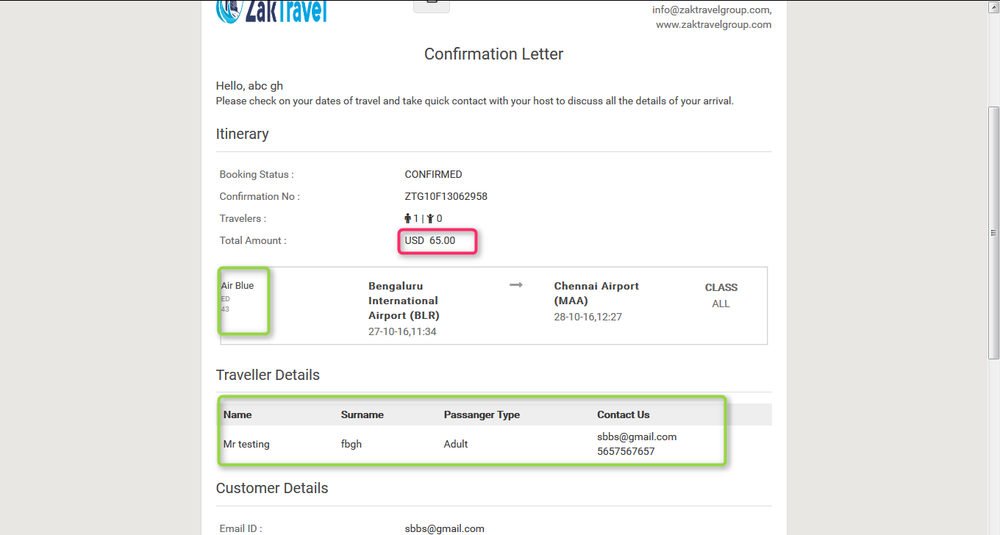 ZakTravel
info@zaktravelgroup.com,
www.zaktravelgroup.com
Confirmation Letter
Hello, abc gh
Please check on your dates of travel and take quick contact with your host to discuss all the details of your arrival.
Itinerary
Booking Status : CONFIRMED
Confirmation No : ZTG10F13062958
Travelers : 1 | 0
Total Amount : USD 65.00
Air Blue
ED
43
Bengaluru
International
Airport (BLR)
27-10-16,11:34
Chennai Airport
(MAA)
28-10-16,12:27
CLASS
ALL
Traveller Details
Name Surname Passanger Type Contact Us
Mr testing fbgh Adult sbbs@gmail.com
5657567657
Customer Details
Email ID : sbbs@gmail.com